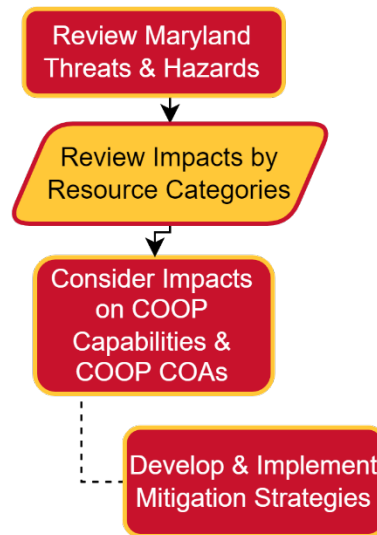 Review Maryland
Threats & Hazards
Review Impacts by
Resource Categories
Consider Impacts
on COOP
Capabilities &
COOP COAs
Develop & Implement
Mitigation Strategies